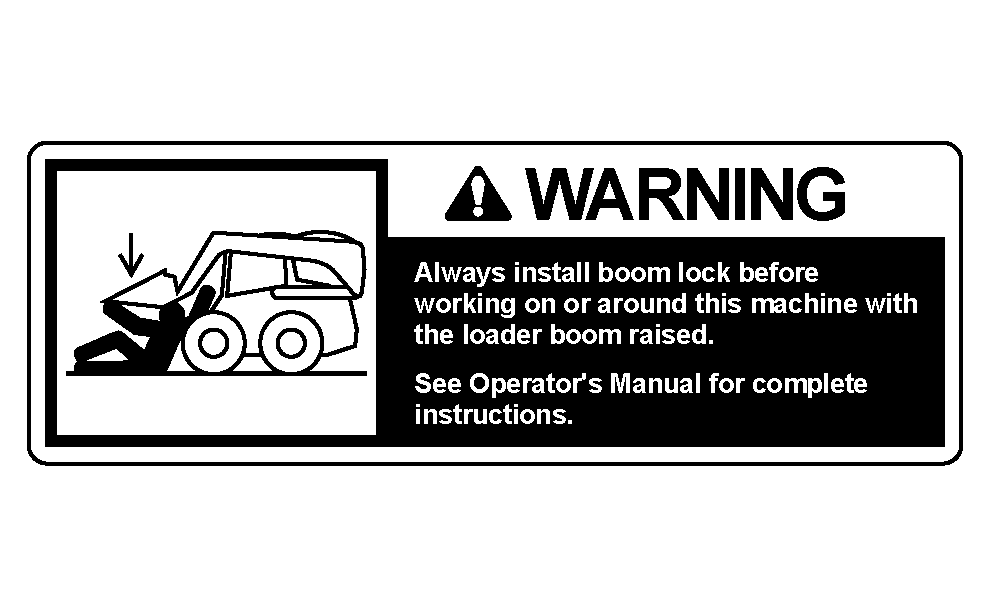 WARNING
Always install boom lock before
working on or around this machine with
the loader boom raised.
See Operator's Manual for complete
instructions.